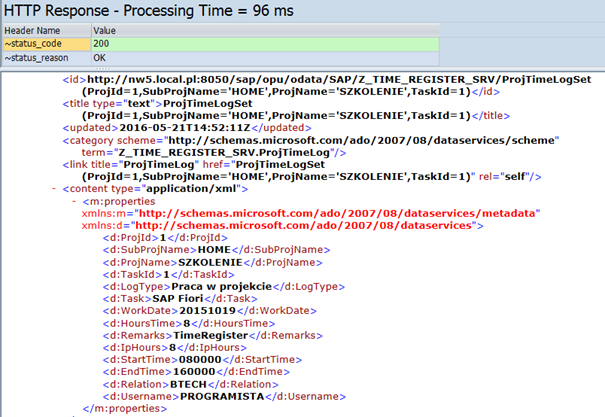 HTTP Response - Processing Time = 96 ms
Header Name Value
~status_code 200
~status_reason OK
<id>http://nw5.local.pl:8050/sap/opu/odata/SAP/Z_TIME_REGISTER_SRV/ProjTimeLogSet
(ProjId=1,SubProjName='HOME',ProjName='SZKOLENIE',TaskId=1)</id>
<title type="text">ProjTimeLogSet
(ProjId=1,SubProjName='HOME',ProjName='SZKOLENIE',TaskId=1)</title>
<updated>2016-05-21T14:52:11Z</updated>
<category scheme="http://schemas.microsoft.com/ado/2007/08/dataservices/scheme"
term="Z_TIME_REGISTER_SRV.ProjTimeLog"/>
<link title="ProjTimeLog" href="ProjTimeLogSet
(ProjId=1,SubProjName='HOME',ProjName='SZKOLENIE',TaskId=1)" rel="self"/>
- <content type="application/xml">
- <m:properties
xmlns:m="http://schemas.microsoft.com/ado/2007/08/dataservices/metadata"
xmlns:d="http://schemas.microsoft.com/ado/2007/08/dataservices">
<d:ProjId>1</d:ProjId>
<d:SubProjName>HOME</d:SubProjName>
<d:ProjName>SZKOLENIE</d:ProjName>
<d:TaskId>1</d:TaskId>
<d:LogType>Praca w projekcie</d:LogType>
<d:Task>SAP Fiori</d:Task>
<d:WorkDate>20151019</d:WorkDate>
<d:HoursTime>8</d:HoursTime>
<d:Remarks>TimeRegister</d:Remarks>
<d:IpHours>8</d:IpHours>
<d:StartTime>080000</d:StartTime>
<d:EndTime>160000</d:EndTime>
<d:Relation>BTECH</d:Relation>
<d:Username>PROGRAMISTA</d:Username>
</m:properties>